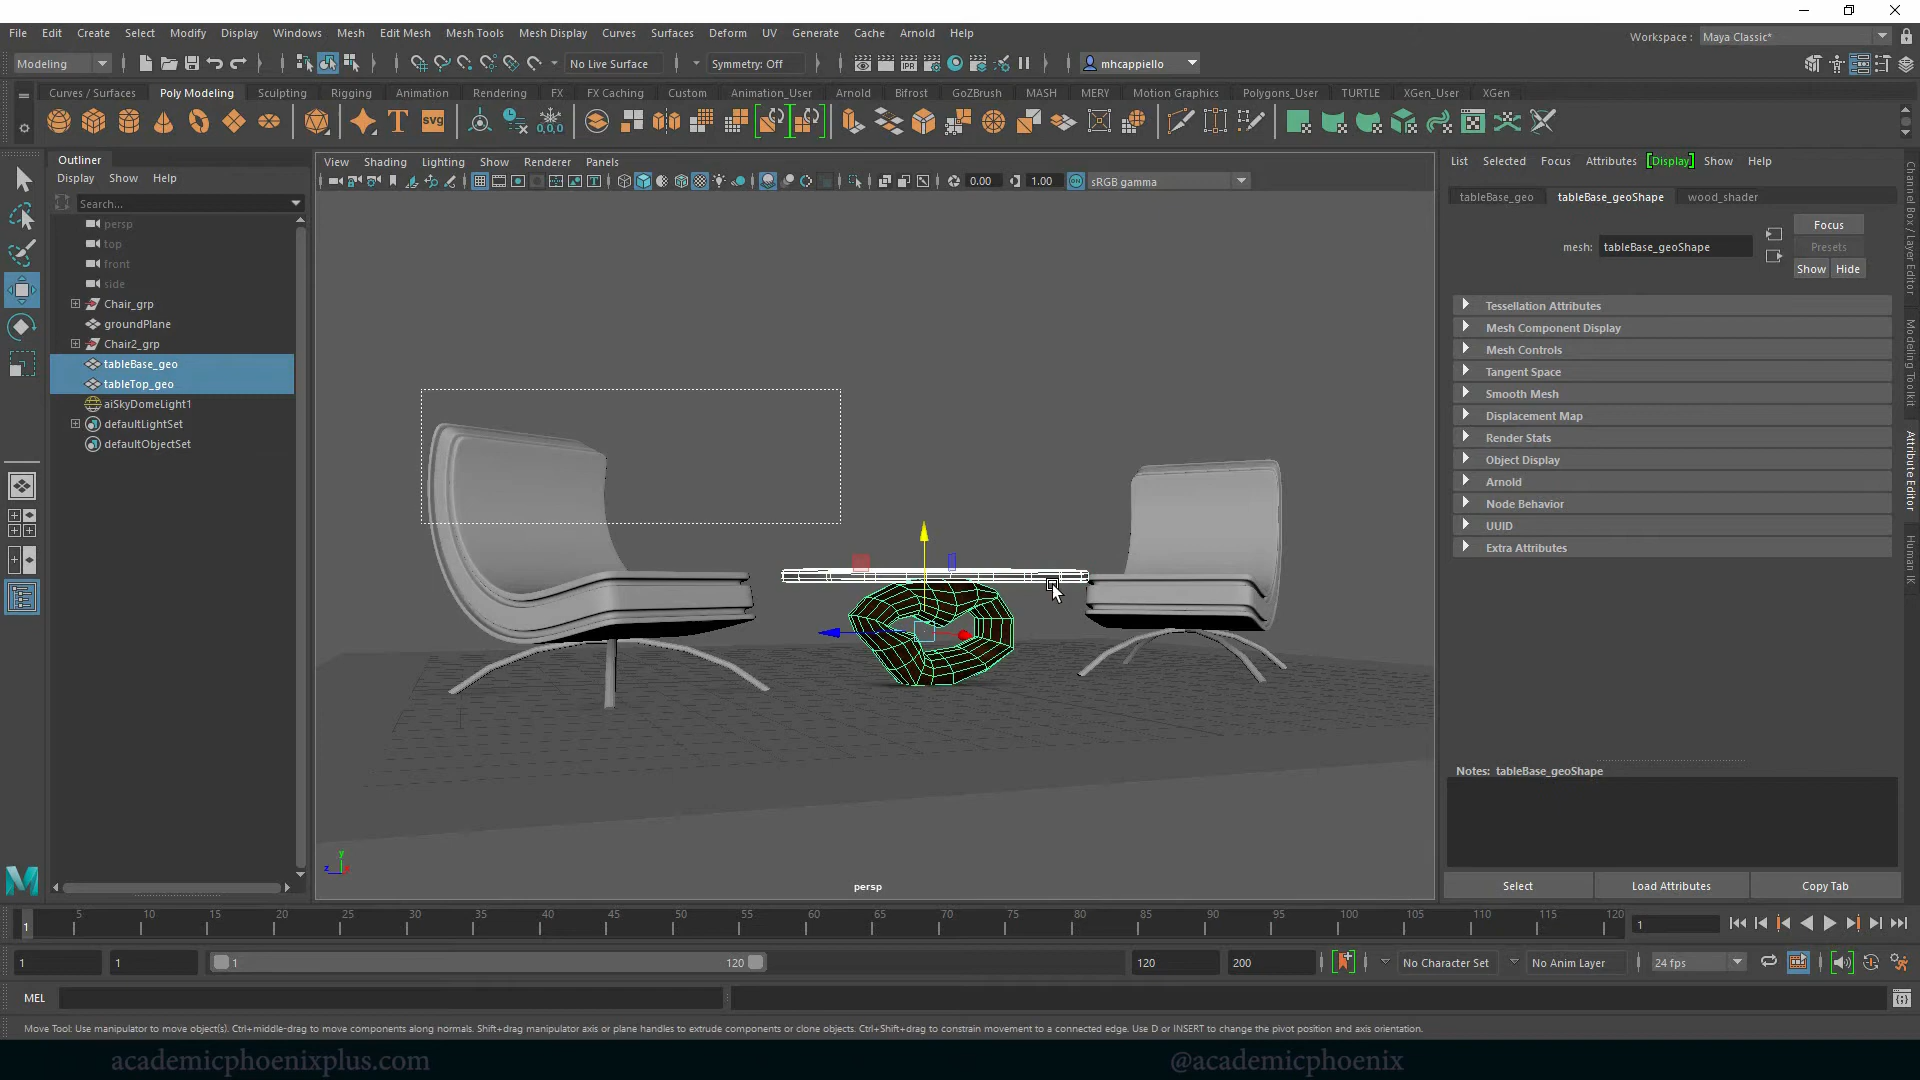 File Edit Create Select Modify Display Windows Mesh Edit Mesh Mesh Tools Mesh Display Curves Surfaces Deform UV Generate Cache Arnold Help
Workspace : Maya Classic*
Modeling No Live Surface Symmetry: Off mhcappiello
Curves / Surfaces Poly Modeling Sculpting Rigging Animation Rendering FX FX Caching Custom Animation_User Arnold Bifrost GoZBrush MASH MERY Motion Graphics Polygons_User TURTLE XGen_User XGen
Outliner
Display Show Help
Search...
persp
top
front
side
Chair_grp
groundPlane
Chair2_grp
tableBase_geo
tableTop_geo
aiSkyDomeLight1
defaultLightSet
defaultObjectSet
View Shading Lighting Show Renderer Panels
0.00 1.00 sRGB gamma
persp
y
z x
List Selected Focus Attributes [Display] Show Help
tableBase_geo tableBase_geoShape wood_shader
mesh: tableBase_geoShape
Focus
Presets
Show Hide
Tessellation Attributes
Mesh Component Display
Mesh Controls
Tangent Space
Smooth Mesh
Displacement Map
Render Stats
Object Display
Arnold
Node Behavior
UUID
Extra Attributes
Notes: tableBase_geoShape
Select Load Attributes Copy Tab
Channel Box / Layer Editor
Modeling Toolkit
Attribute Editor
Human IK
1 5 10 15 20 25 30 35 40 45 50 55 60 65 70 75 80 85 90 95 100 105 110 115 120 1
1 1 1 120 120 200 No Character Set No Anim Layer 24 fps
MEL
Move Tool: Use manipulator to move object(s). Ctrl+middle-drag to move components along normals. Shift+drag manipulator axis or plane handles to extrude components or clone objects. Ctrl+Shift+drag to constrain movement to a connected edge. Use D or INSERT to change the pivot position and axis orientation.
academicphoenixplus.com @academicphoenix